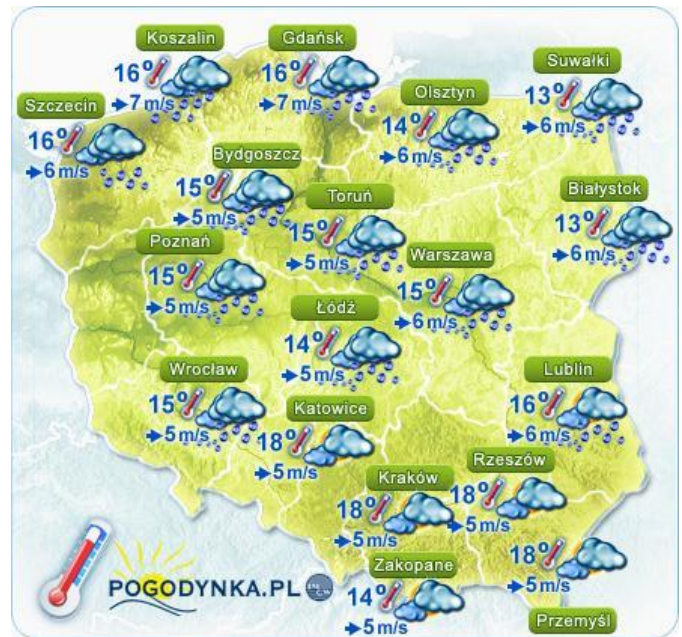 Koszalin
16°
7 m/s
Gdańsk
16°
7 m/s
Suwałki
13°
6 m/s
Szczecin
16°
6 m/s
Olsztyn
14°
6 m/s
Bydgoszcz
15°
5 m/s
Toruń
15°
5 m/s
Białystok
13°
6 m/s
Poznań
15°
5 m/s
Warszawa
15°
6 m/s
Łódź
14°
5 m/s
Wrocław
15°
5 m/s
Katowice
18°
5 m/s
Lublin
16°
6 m/s
Kraków
18°
5 m/s
Rzeszów
18°
5 m/s
Zakopane
14°
5 m/s
18°
5 m/s
Przemyśl
POGODYNKA.PL